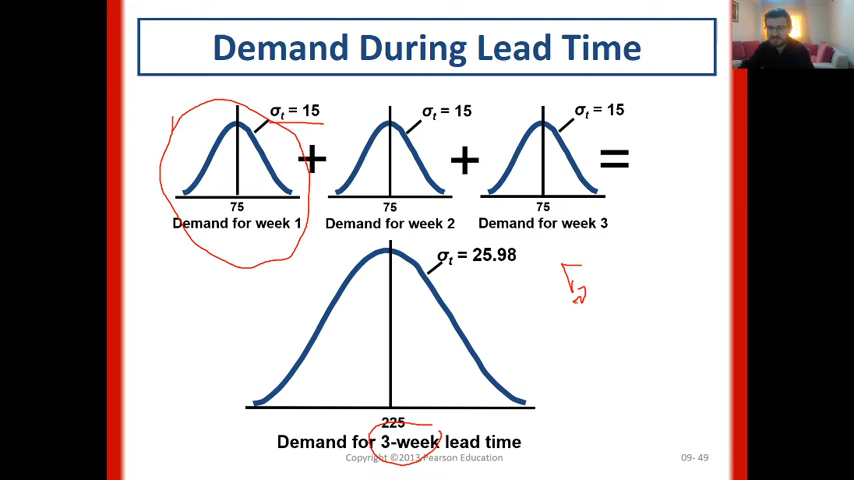 Demand During Lead Time
σt = 15
σt = 15
σt = 15
+
+
=
75
75
75
Demand for week 1
Demand for week 2
Demand for week 3
σt = 25.98
225
Demand for 3-week lead time
Copyright ©2013 Pearson Education
09- 49